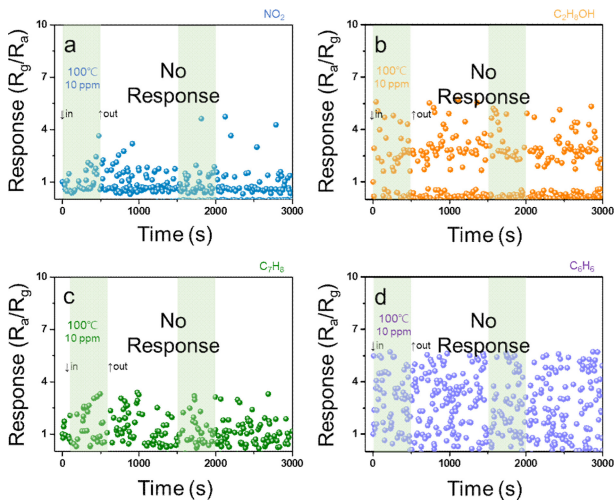 NO₂
a
100℃
10 ppm
↓in
↑out
No
Response
Response (Rg/Ra)
10
7
4
1
0
1000
2000
3000
Time (s)
C₂H₈OH
b
100℃
10 ppm
↓in
↑out
No
Response
Response (Ra/Rg)
10
7
4
1
0
1000
2000
3000
Time (s)
C₇H₈
c
100℃
10 ppm
↓in
↑out
No
Response
Response (Ra/Rg)
10
7
4
1
0
1000
2000
3000
Time (s)
C₆H₆
d
100℃
10 ppm
↓in
↑out
No
Response
Response (Ra/Rg)
10
7
4
1
0
1000
2000
3000
Time (s)